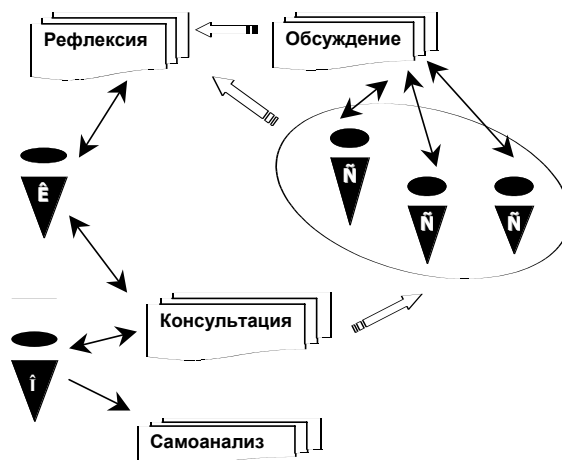 Рефлексия
Обсуждение
Ñ
Ê
Ñ
Ñ
Консультация
Î
Самоанализ